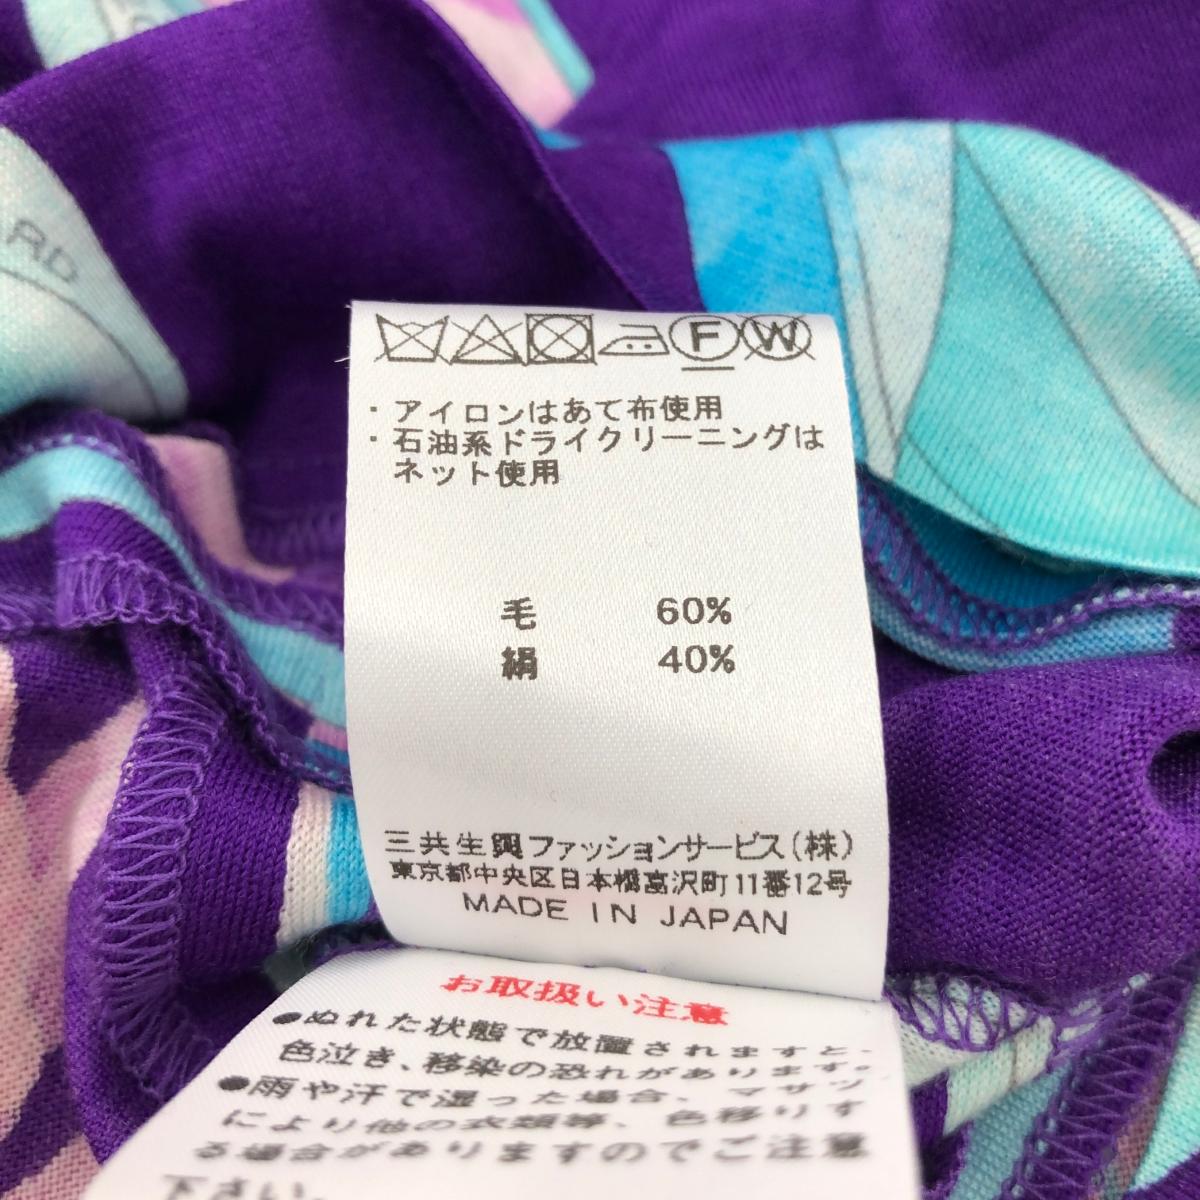 RD
F W
・アイロンはあて布使用
・石油系ドライクリーニングは
ネット使用
毛 60%
絹 40%
三共生興ファッションサービス(株)
東京都中央区日本橋富沢町11番12号
MADE IN JAPAN
お取扱い注意
●ぬれた状態で放置されますと、
色泣き、移染の恐れがあります。
●雨や汗で湿った場合、マサツ
により他の衣類等、色移りす
る場合がありますのでご注意
下さい。